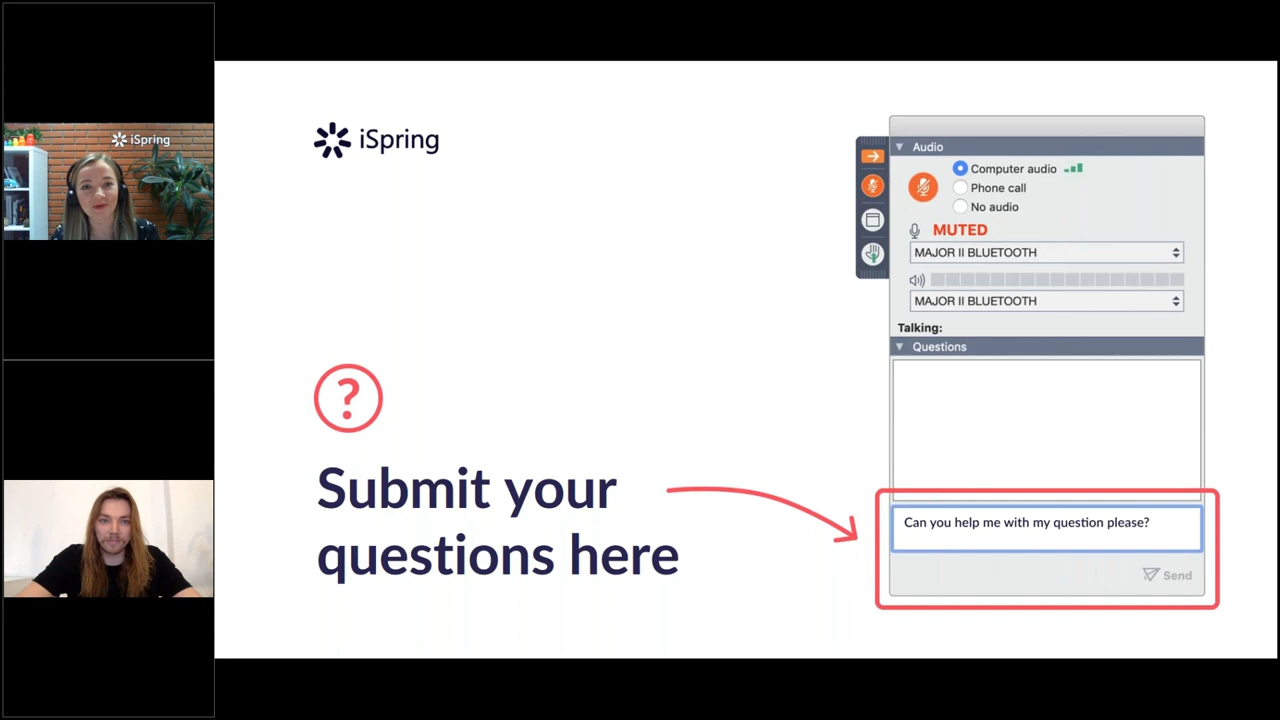 iSpring
iSpring
Audio
Computer audio
Phone call
No audio
MUTED
MAJOR II BLUETOOTH
MAJOR II BLUETOOTH
Talking:
Questions
?
Submit your
questions here
Can you help me with my question please?
Send